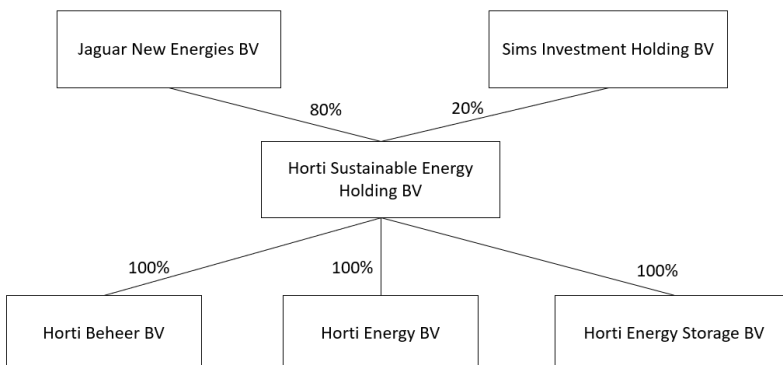 Jaguar New Energies BV
Sims Investment Holding BV
80%
20%
Horti Sustainable Energy
Holding BV
100%
100%
100%
Horti Beheer BV
Horti Energy BV
Horti Energy Storage BV